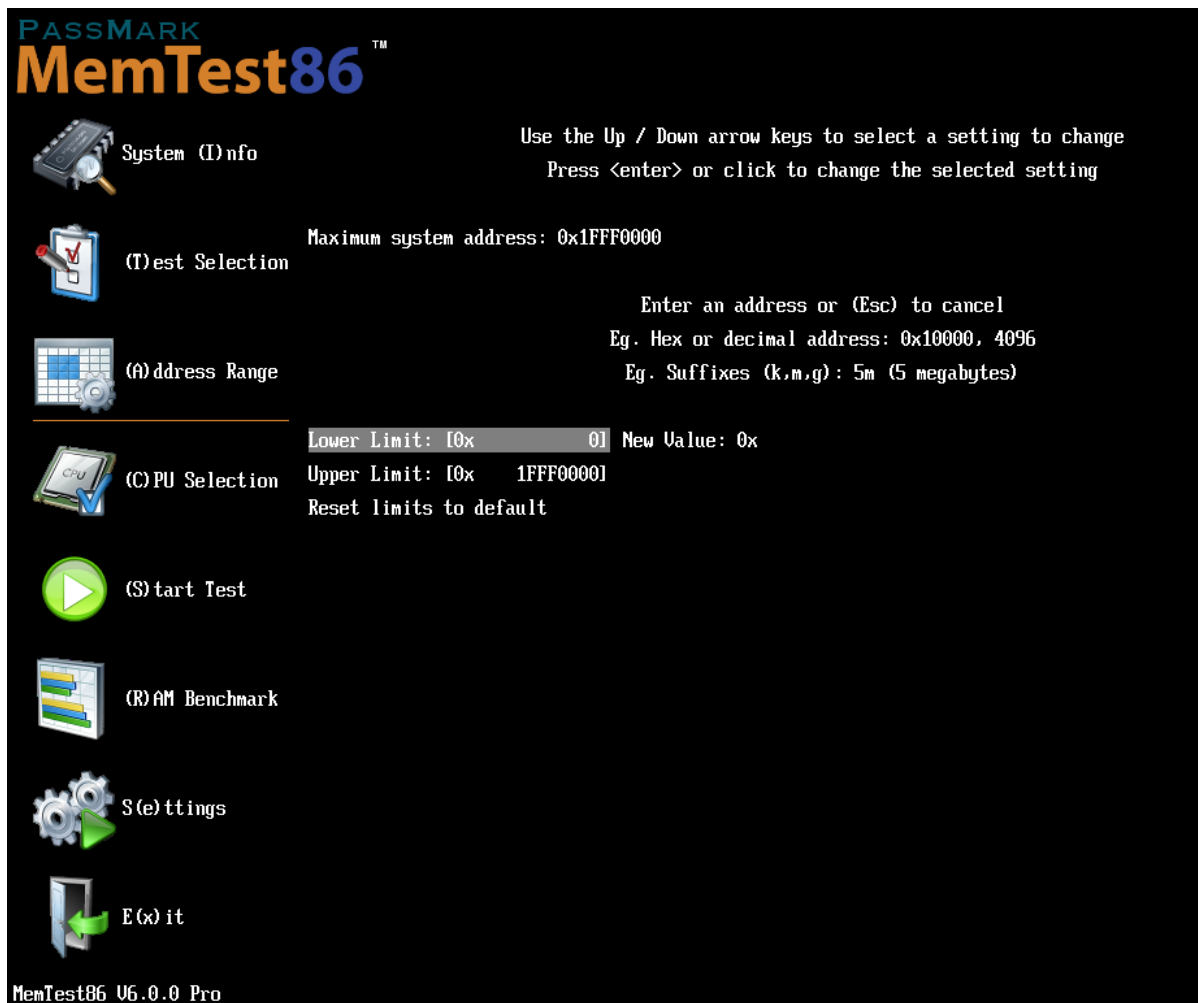 PASSMARK
MemTest86™
System (I)nfo
Use the Up / Down arrow keys to select a setting to change
Press <enter> or click to change the selected setting
(T)est Selection
Maximum system address: 0x1FFF0000
Enter an address or (Esc) to cancel
Eg. Hex or decimal address: 0x10000, 4096
Eg. Suffixes (k,m,g): 5m (5 megabytes)
(A)ddress Range
Lower Limit: [0x 0] New Value: 0x
Upper Limit: [0x 1FFF0000]
Reset limits to default
CPU
(C)PU Selection
(S)tart Test
(R)AM Benchmark
S(e)ttings
E(x)it
MemTest86 V6.0.0 Pro